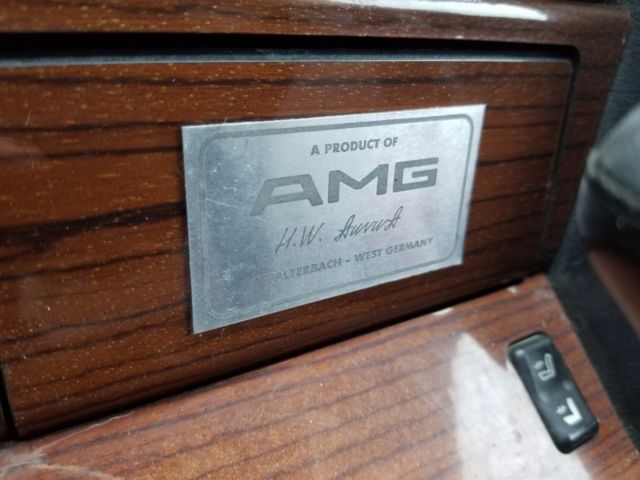 A PRODUCT OF
AMG
H.W.
AFFALTERBACH - WEST GERMANY